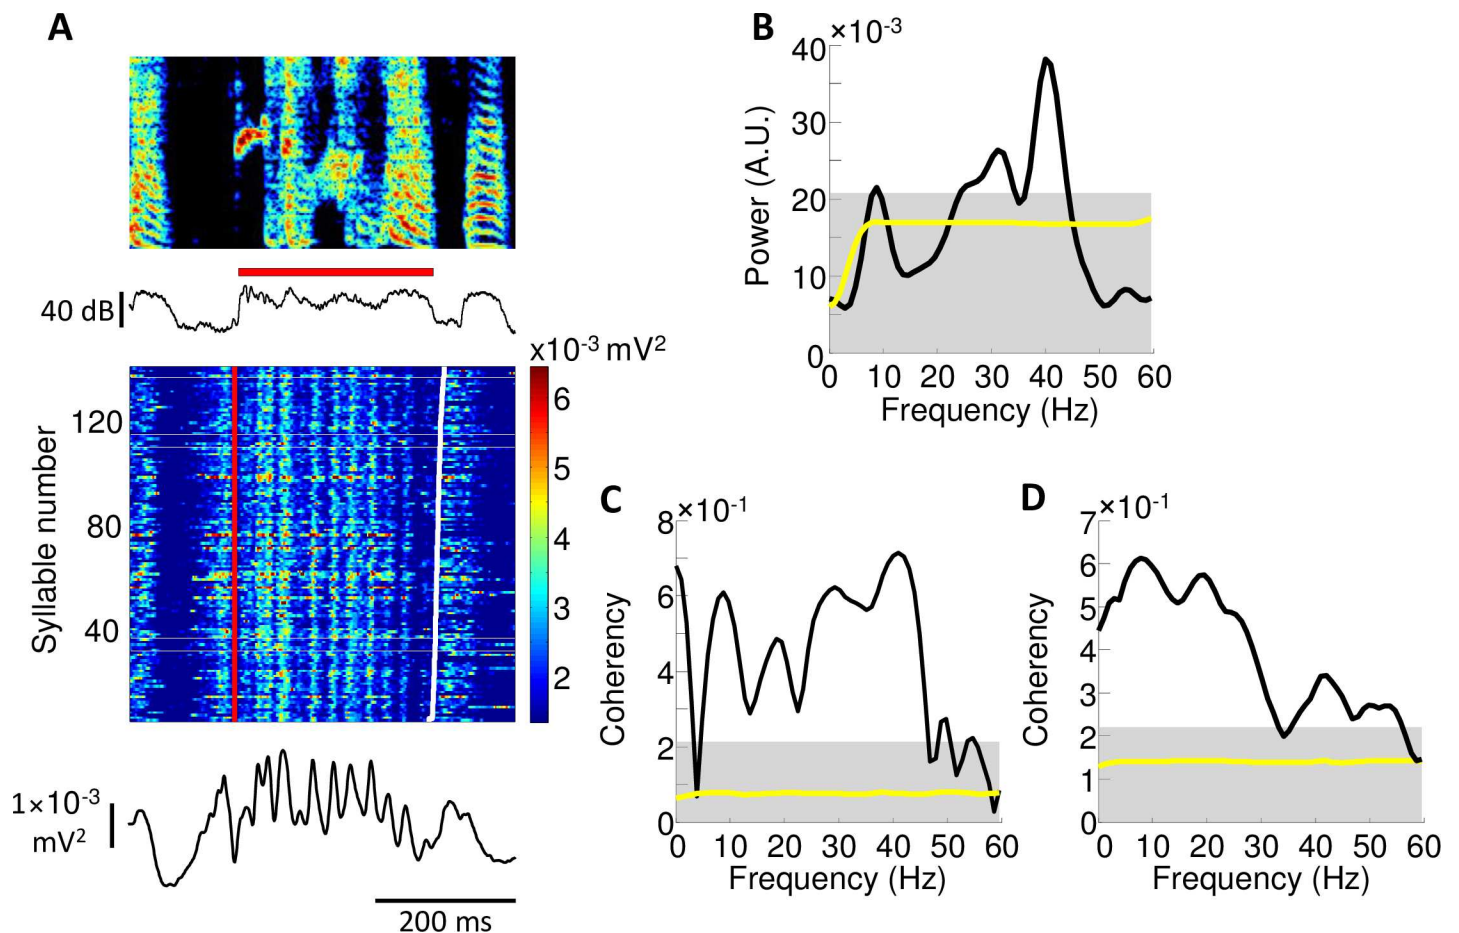 A
40 dB
x10-3 mV2
6
5
4
3
2
Syllable number
120
80
40
1×10-3
mV2
200 ms
B
×10-3
40
30
20
10
0
Power (A.U.)
0 10 20 30 40 50 60
Frequency (Hz)
C
8 ×10-1
6
4
2
0
Coherency
0 10 20 30 40 50 60
Frequency (Hz)
D
7 ×10-1
6
5
4
3
2
1
0
Coherency
0 10 20 30 40 50 60
Frequency (Hz)